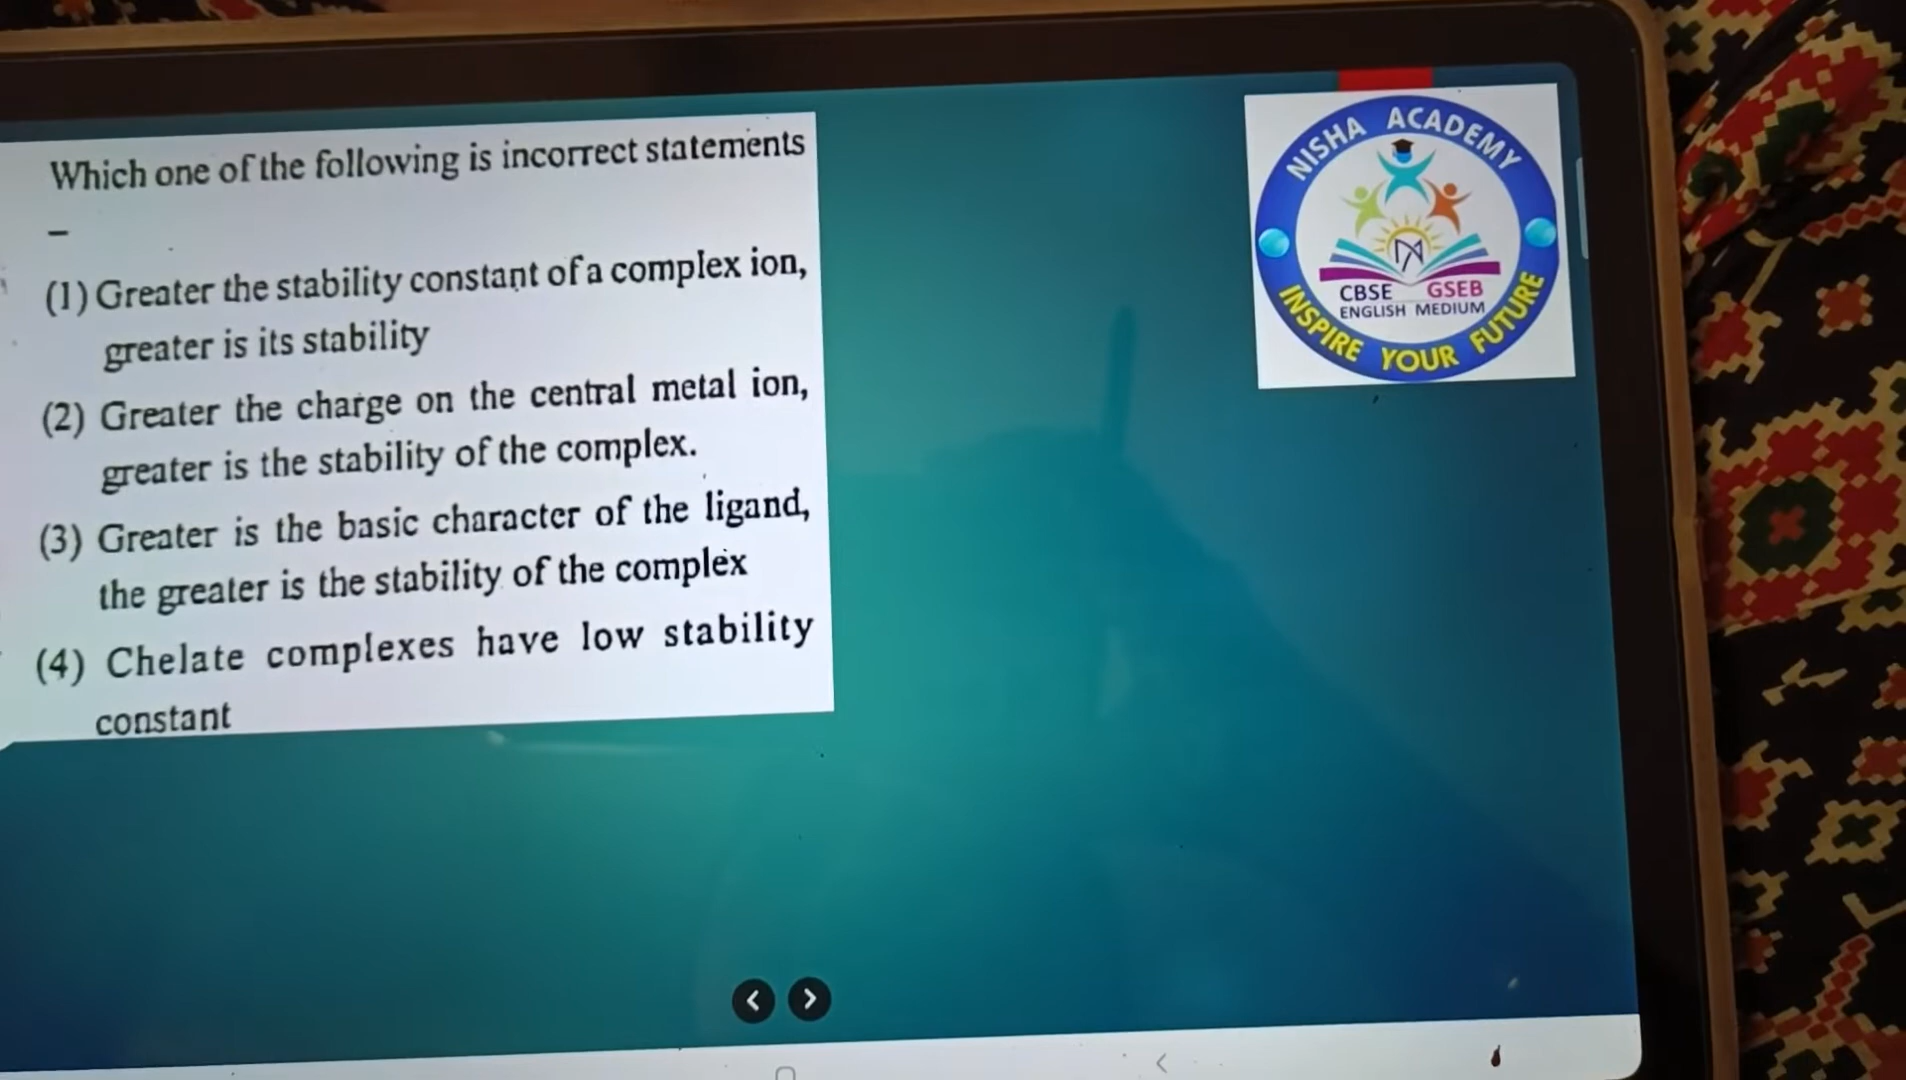 Which one of the following is incorrect statements
–
(1) Greater the stability constant of a complex ion,
greater is its stability
(2) Greater the charge on the central metal ion,
greater is the stability of the complex.
(3) Greater is the basic character of the ligand,
the greater is the stability of the complex
(4) Chelate complexes have low stability
constant
NISHA ACADEMY
CBSE GSEB
ENGLISH MEDIUM
INSPIRE YOUR FUTURE